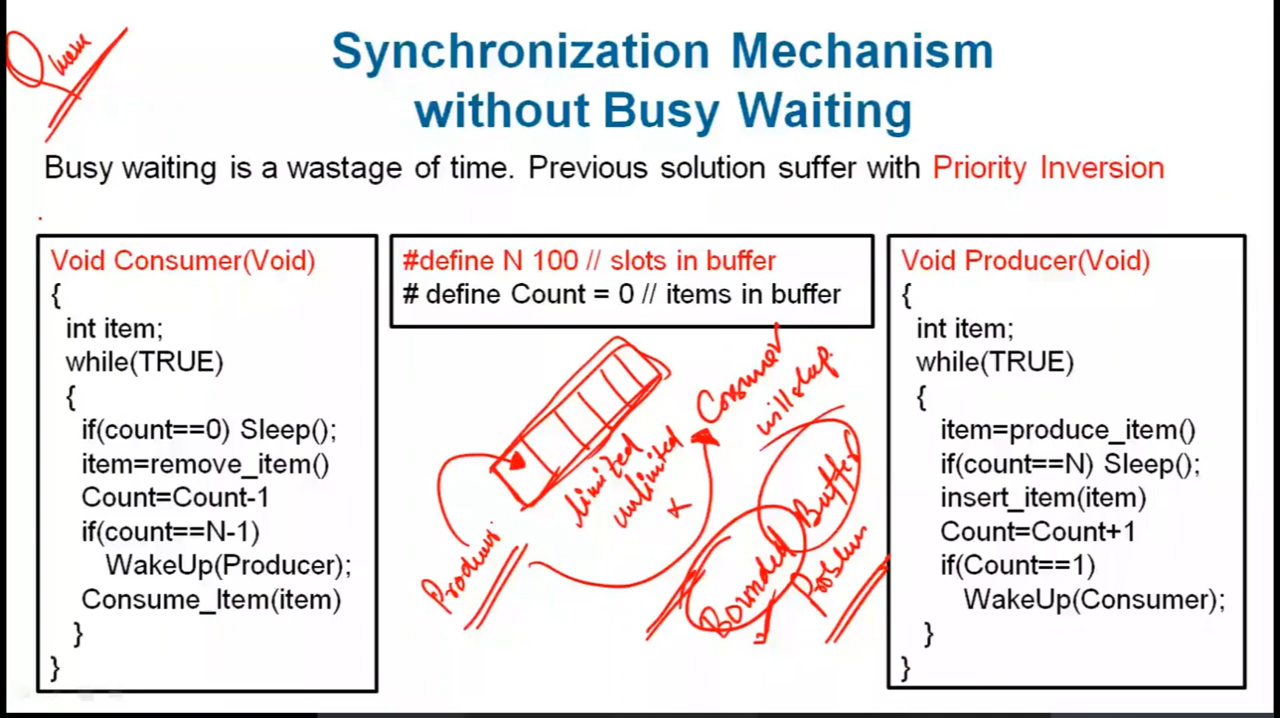 Queue
Synchronization Mechanism
without Busy Waiting
Busy waiting is a wastage of time. Previous solution suffer with Priority Inversion
.
Void Consumer(Void)
{
int item;
while(TRUE)
{
if(count==0) Sleep();
item=remove_item()
Count=Count-1
if(count==N-1)
WakeUp(Producer);
Consume_Item(item)
}
}
#define N 100 // slots in buffer
# define Count = 0 // items in buffer
Consumer
will sleep
limited
unlimited
x
Producer
Bounded
Buffer
Problem
Void Producer(Void)
{
int item;
while(TRUE)
{
item=produce_item()
if(count==N) Sleep();
insert_item(item)
Count=Count+1
if(Count==1)
WakeUp(Consumer);
}
}